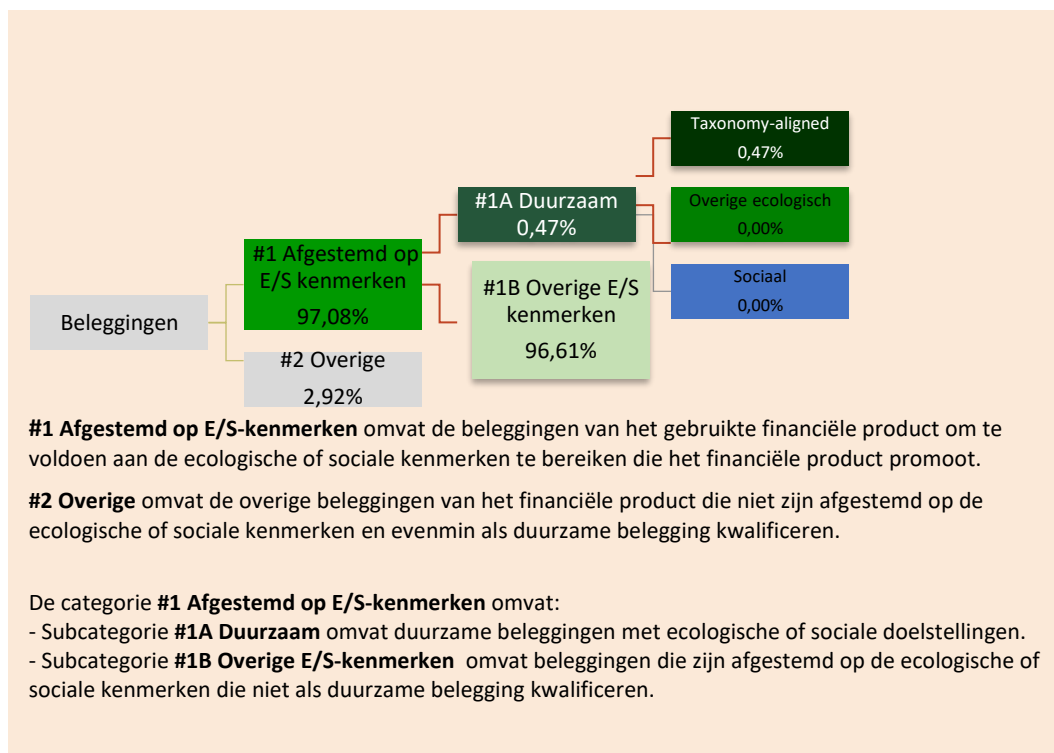 Taxonomy-aligned
0,47%
#1A Duurzaam
0,47%
Overige ecologisch
0,00%
#1 Afgestemd op
E/S kenmerken
97,08%
#1B Overige E/S
kenmerken
96,61%
Sociaal
0,00%
Beleggingen
#2 Overige
2,92%
#1 Afgestemd op E/S-kenmerken omvat de beleggingen van het gebruikte financiële product om te
voldoen aan de ecologische of sociale kenmerken te bereiken die het financiële product promoot.
#2 Overige omvat de overige beleggingen van het financiële product die niet zijn afgestemd op de
ecologische of sociale kenmerken en evenmin als duurzame belegging kwalificeren.
De categorie #1 Afgestemd op E/S-kenmerken omvat:
- Subcategorie #1A Duurzaam omvat duurzame beleggingen met ecologische of sociale doelstellingen.
- Subcategorie #1B Overige E/S-kenmerken omvat beleggingen die zijn afgestemd op de ecologische of
sociale kenmerken die niet als duurzame belegging kwalificeren.